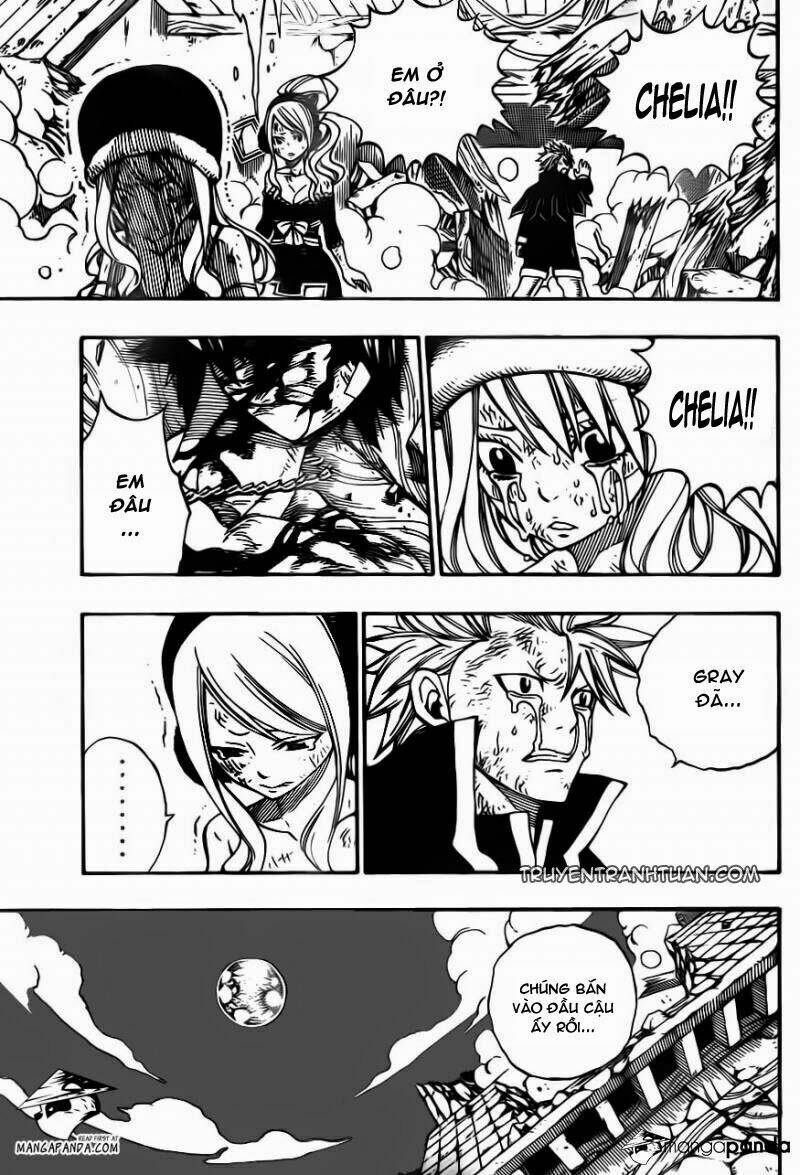 CHELIA!!
EM Ở
ĐÂU?!
CHELIA!!
EM
ĐÂU
...
GRAY
ĐÃ...
......
TRUYENTRANHTUAN.COM
CHÚNG BẮN
VÀO ĐẦU CẬU
ẤY RỒI...
READ FIRST AT
MANGAPANDA.COM
mangapanda